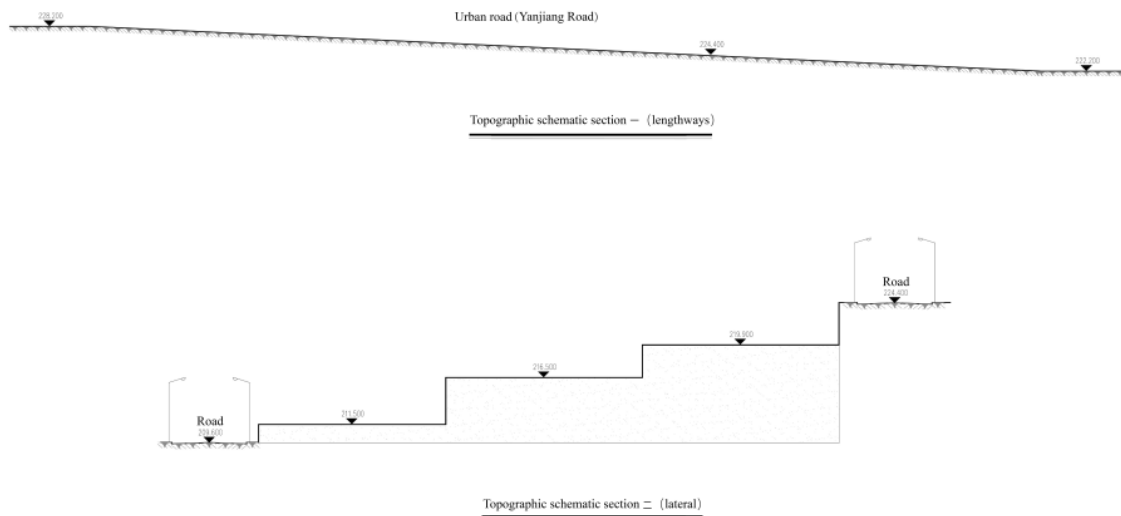 Urban road (Yanjiang Road)
228.200
224.400
222.200
Topographic schematic section 一 (lengthways)
Road
224.400
219.900
216.500
Road
211.500
209.600
Topographic schematic section 二 (lateral)